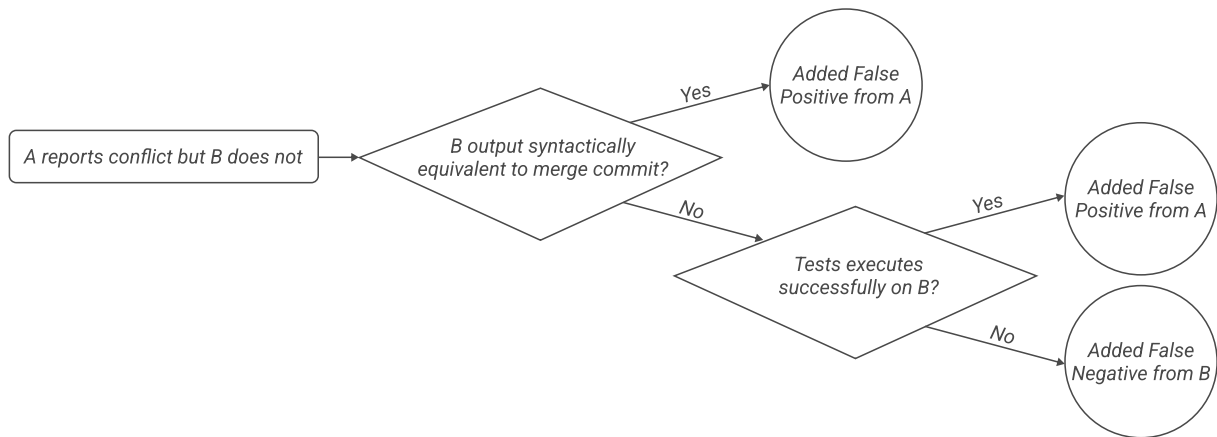 A reports conflict but B does not
B output syntactically
equivalent to merge commit?
Yes
Added False
Positive from A
No
Tests executes
successfully on B?
Yes
Added False
Positive from A
No
Added False
Negative from B